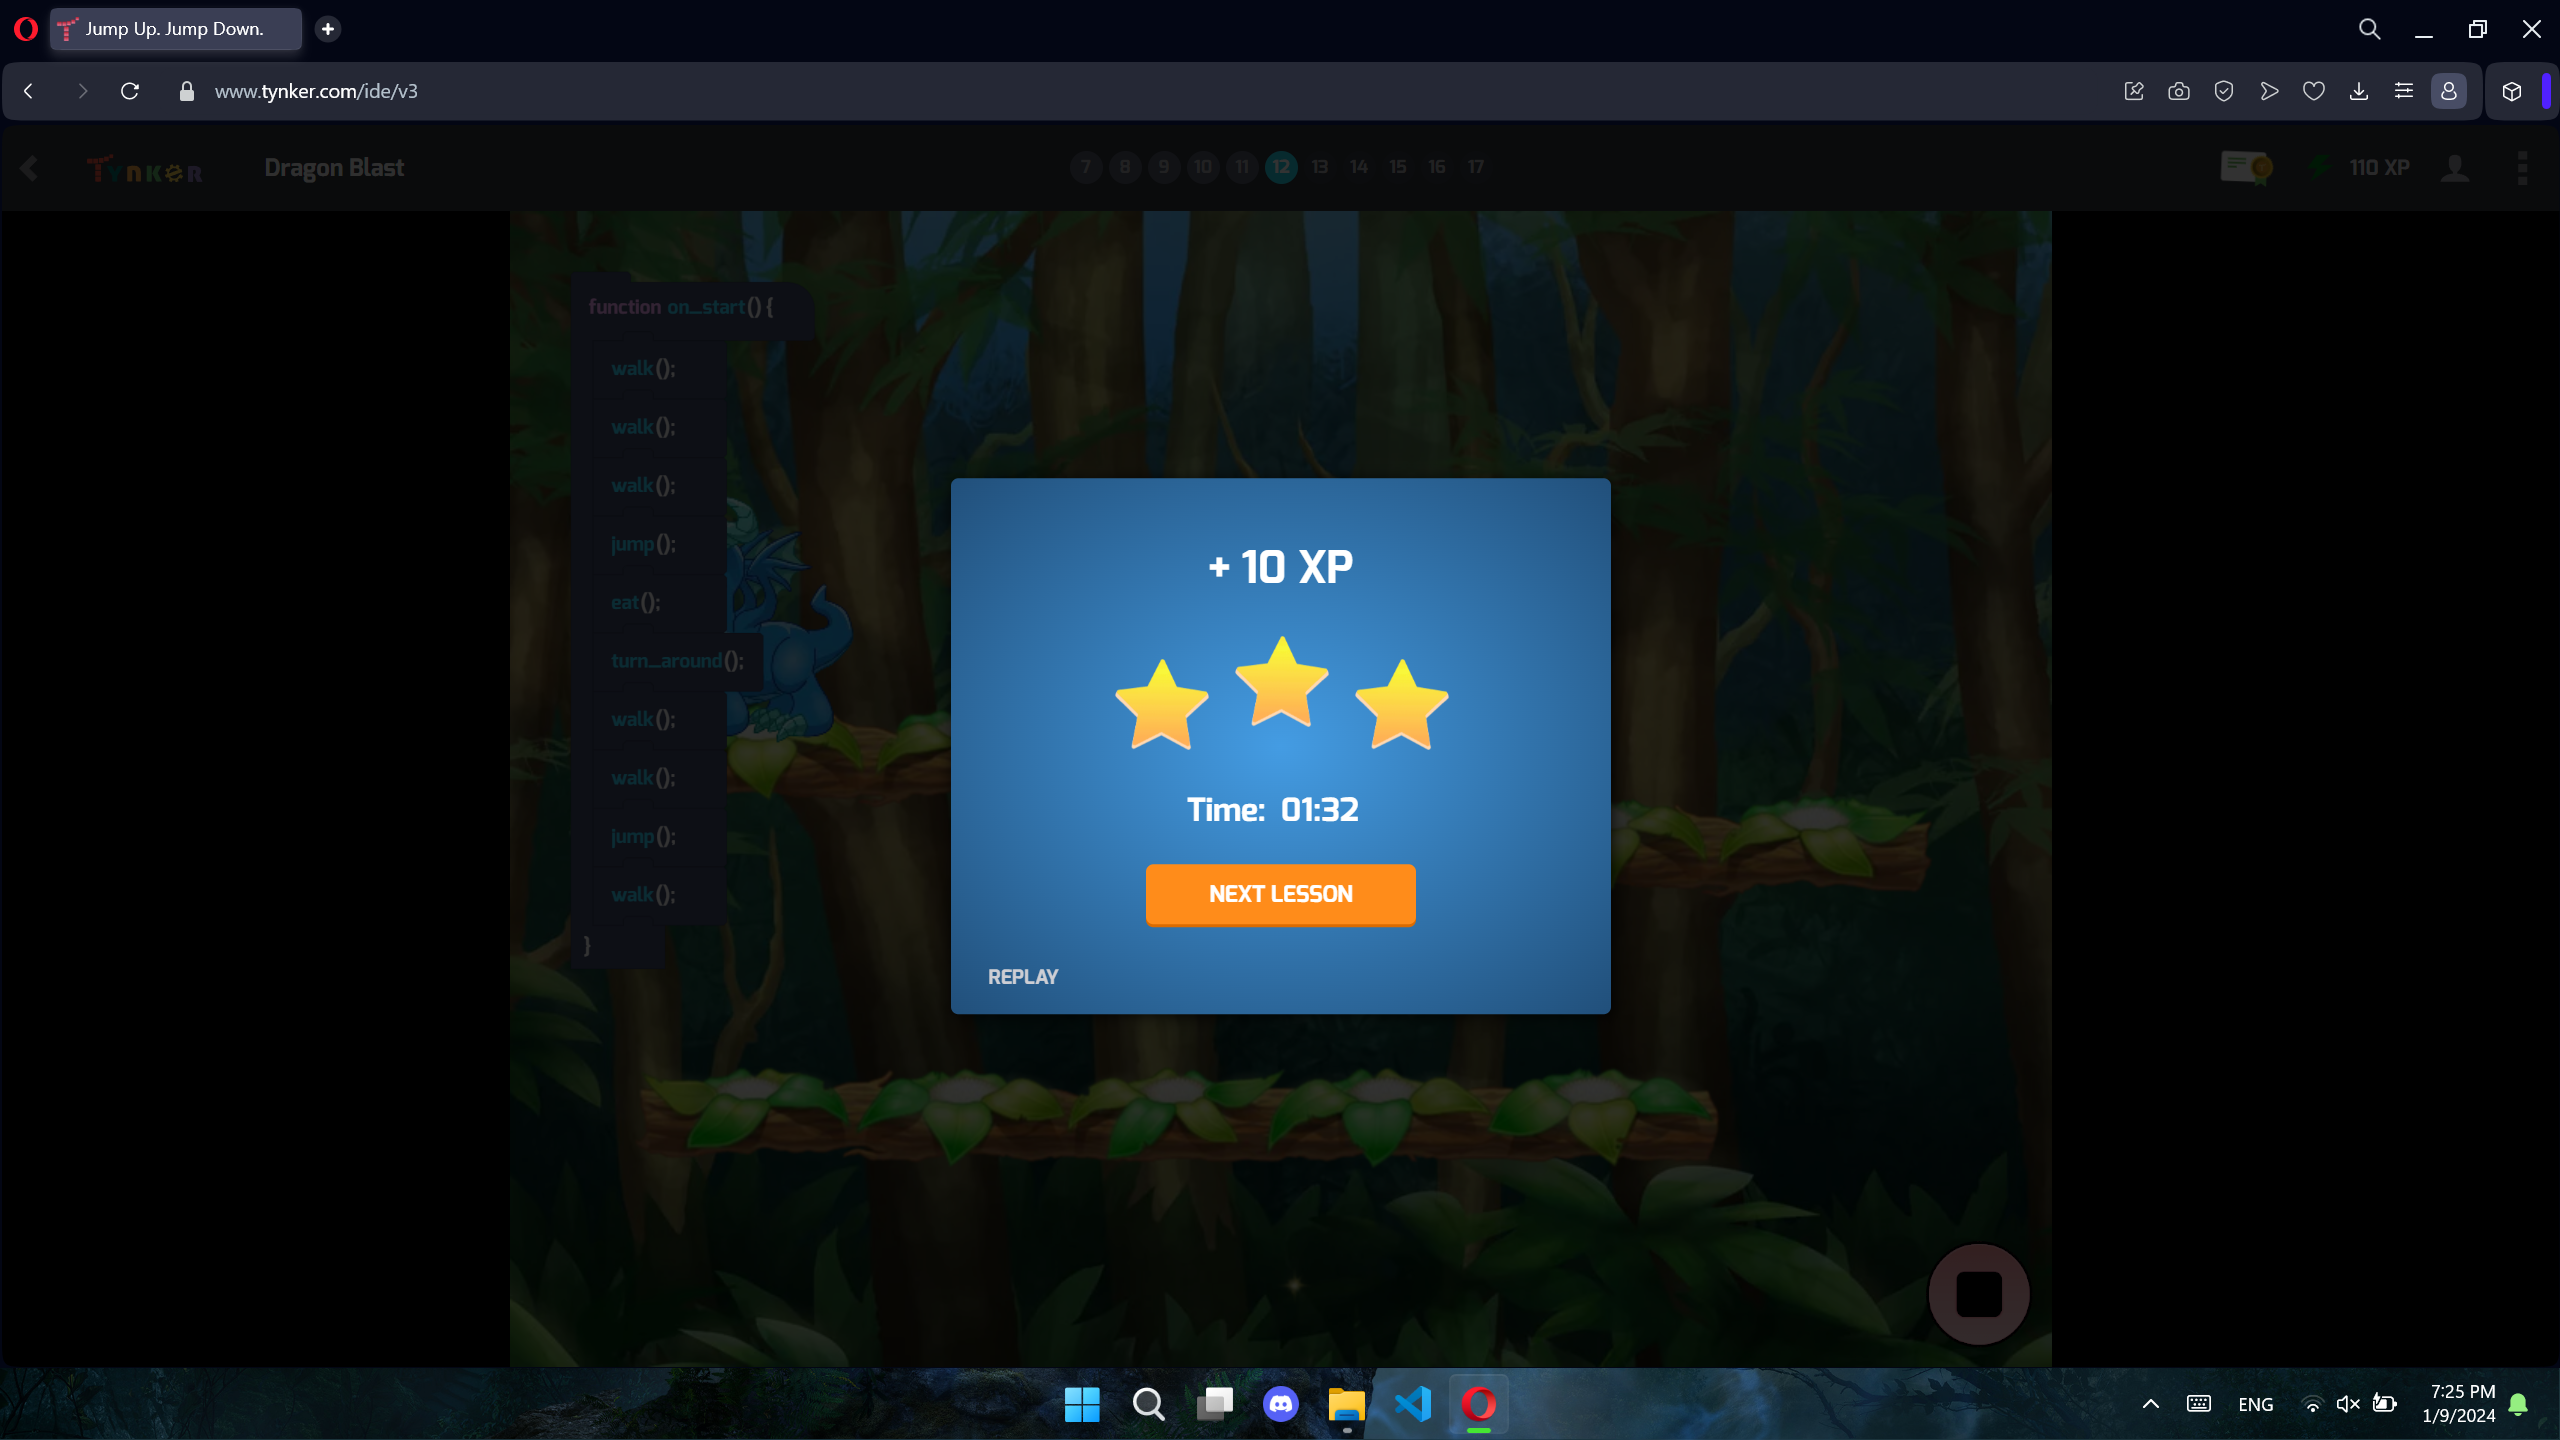 Jump Up. Jump Down.
www.tynker.com/ide/v3
TYNKER
Dragon Blast
7 8 9 10 11 12 13 14 15 16 17
110 XP
function on_start() {
walk();
walk();
walk();
jump();
eat();
turn_around();
walk();
walk();
jump();
walk();
}
+ 10 XP
Time: 01:32
NEXT LESSON
REPLAY
ENG
7:25 PM
1/9/2024